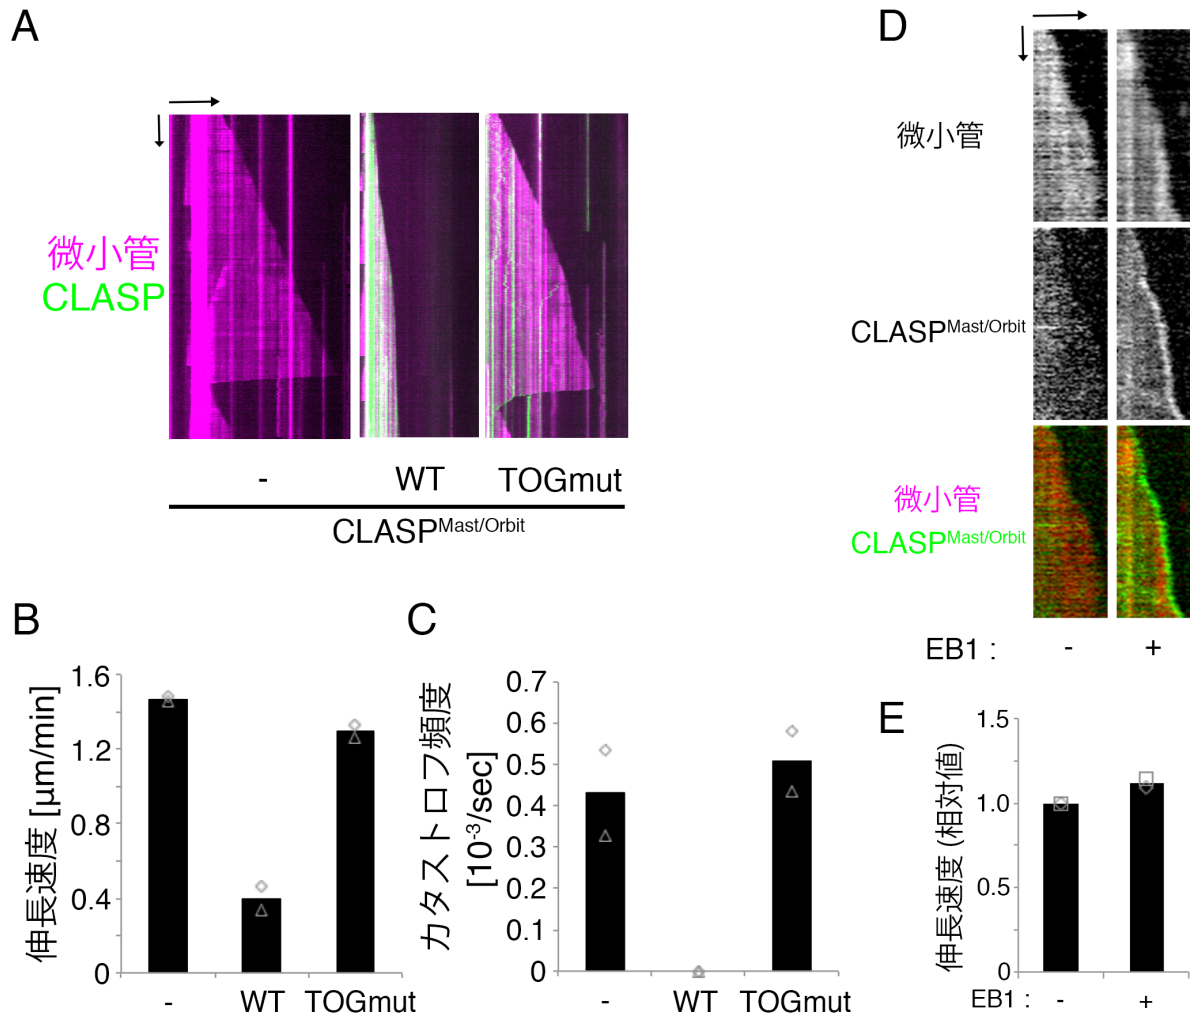 A
微小管
CLASP
- WT TOGmut
CLASPMast/Orbit
D
微小管
CLASPMast/Orbit
微小管
CLASPMast/Orbit
EB1 : - +
B
伸長速度 [µm/min]
1.6
1.2
0.8
0.4
0
- WT TOGmut
C
カタストロフ頻度
[10-3/sec]
0.7
0.6
0.5
0.4
0.3
0.2
0.1
0
- WT TOGmut
E
伸長速度 (相対値)
1.5
1.0
0.5
0
EB1 : - +